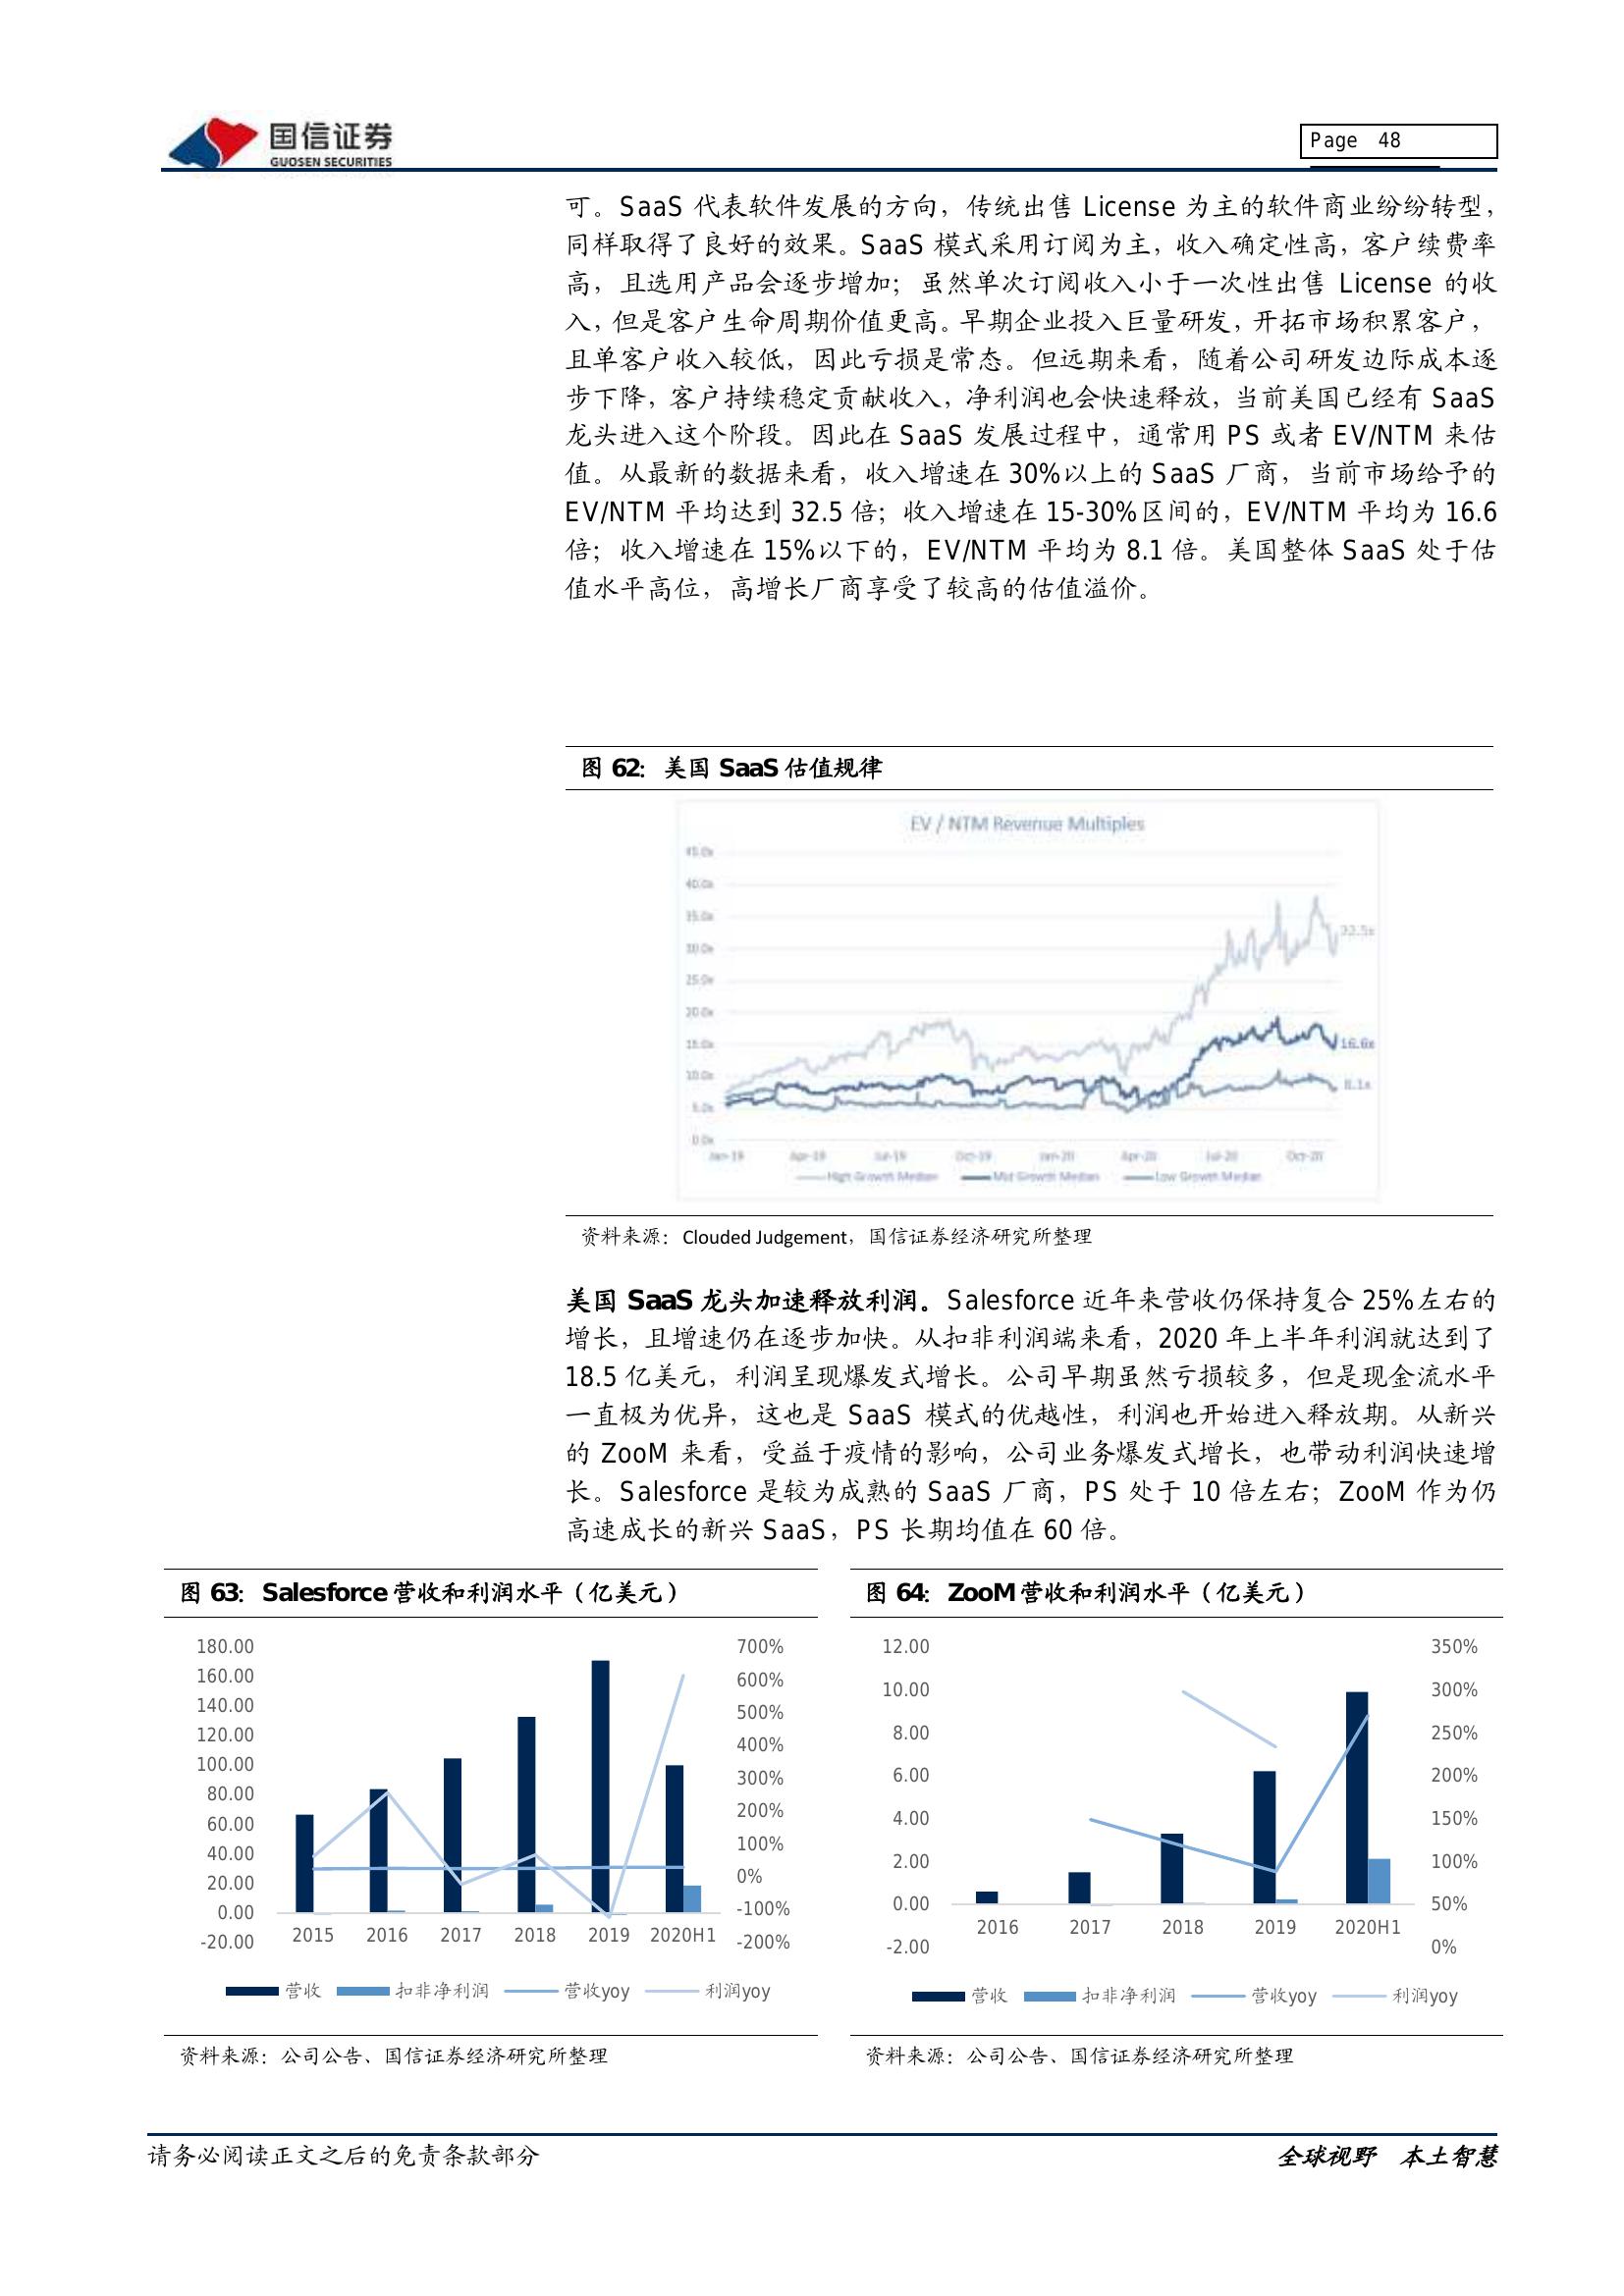 国信证券
GUOSEN SECURITIES
Page 48
可。SaaS 代表软件发展的方向，传统出售 License 为主的软件商业纷纷转型，
同样取得了良好的效果。SaaS 模式采用订阅为主，收入确定性高，客户续费率
高，且选用产品会逐步增加；虽然单次订阅收入小于一次性出售 License 的收
入，但是客户生命周期价值更高。早期企业投入巨量研发，开拓市场积累客户，
且单客户收入较低，因此亏损是常态。但远期来看，随着公司研发边际成本逐
步下降，客户持续稳定贡献收入，净利润也会快速释放，当前美国已经有 SaaS
龙头进入这个阶段。因此在 SaaS 发展过程中，通常用 PS 或者 EV/NTM 来估
值。从最新的数据来看，收入增速在 30%以上的 SaaS 厂商，当前市场给予的
EV/NTM 平均达到 32.5 倍；收入增速在 15-30%区间的，EV/NTM 平均为 16.6
倍；收入增速在 15%以下的，EV/NTM 平均为 8.1 倍。美国整体 SaaS 处于估
值水平高位，高增长厂商享受了较高的估值溢价。
图 62：美国 SaaS 估值规律
EV / NTM Revenue Multiples
45.0x
40.0x
35.0x
30.0x
25.0x
20.0x
15.0x
10.0x
5.0x
0.0x
32.5x
16.6x
8.1x
Jan-19 Apr-19 Jul-19 Oct-19 Jan-20 Apr-20 Jul-20 Oct-20
High Growth Median Mid Growth Median Low Growth Median
资料来源：Clouded Judgement，国信证券经济研究所整理
美国 SaaS 龙头加速释放利润。Salesforce 近年来营收仍保持复合 25%左右的
增长，且增速仍在逐步加快。从扣非利润端来看，2020 年上半年利润就达到了
18.5 亿美元，利润呈现爆发式增长。公司早期虽然亏损较多，但是现金流水平
一直极为优异，这也是 SaaS 模式的优越性，利润也开始进入释放期。从新兴
的 ZooM 来看，受益于疫情的影响，公司业务爆发式增长，也带动利润快速增
长。Salesforce 是较为成熟的 SaaS 厂商，PS 处于 10 倍左右；ZooM 作为仍
高速成长的新兴 SaaS，PS 长期均值在 60 倍。
图 63：Salesforce 营收和利润水平（亿美元）
180.00
160.00
140.00
120.00
100.00
80.00
60.00
40.00
20.00
0.00
-20.00
700%
600%
500%
400%
300%
200%
100%
0%
-100%
-200%
2015 2016 2017 2018 2019 2020H1
营收 扣非净利润 营收yoy 利润yoy
资料来源：公司公告、国信证券经济研究所整理
图 64：ZooM 营收和利润水平（亿美元）
12.00
10.00
8.00
6.00
4.00
2.00
0.00
-2.00
350%
300%
250%
200%
150%
100%
50%
0%
2016 2017 2018 2019 2020H1
营收 扣非净利润 营收yoy 利润yoy
资料来源：公司公告、国信证券经济研究所整理
请务必阅读正文之后的免责条款部分
全球视野 本土智慧